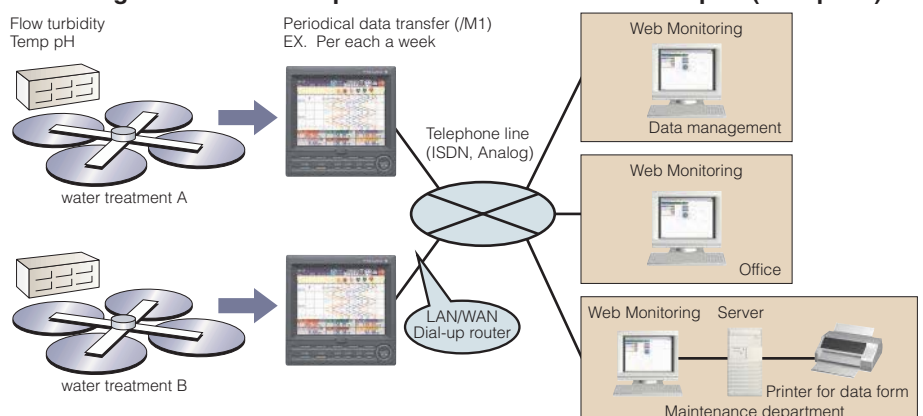 Flow turbidity
Temp pH
Periodical data transfer (/M1)
EX. Per each a week
water treatment A
Telephone line
(ISDN, Analog)
Web Monitoring
Data management
Web Monitoring
Office
LAN/WAN
Dial-up router
water treatment B
Web Monitoring
Server
Printer for data form
Maintenance department